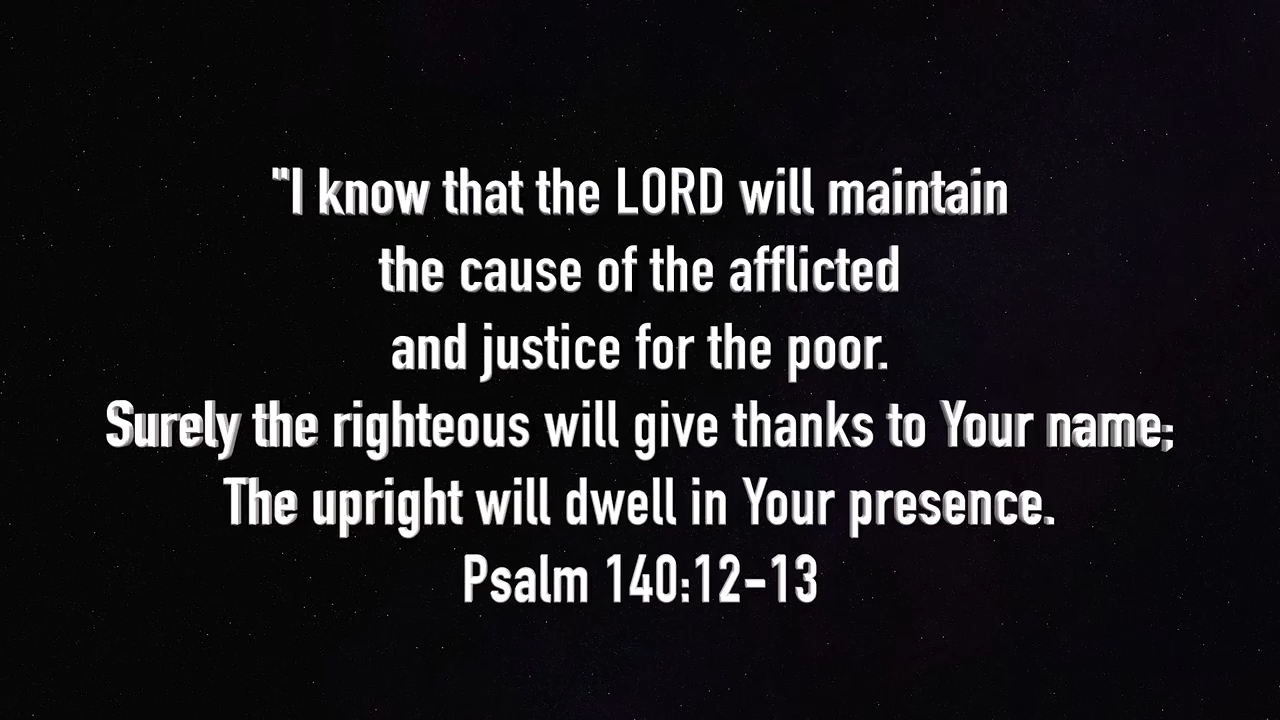 "I know that the LORD will maintain
the cause of the afflicted
and justice for the poor.
Surely the righteous will give thanks to Your name;
The upright will dwell in Your presence.
Psalm 140:12-13